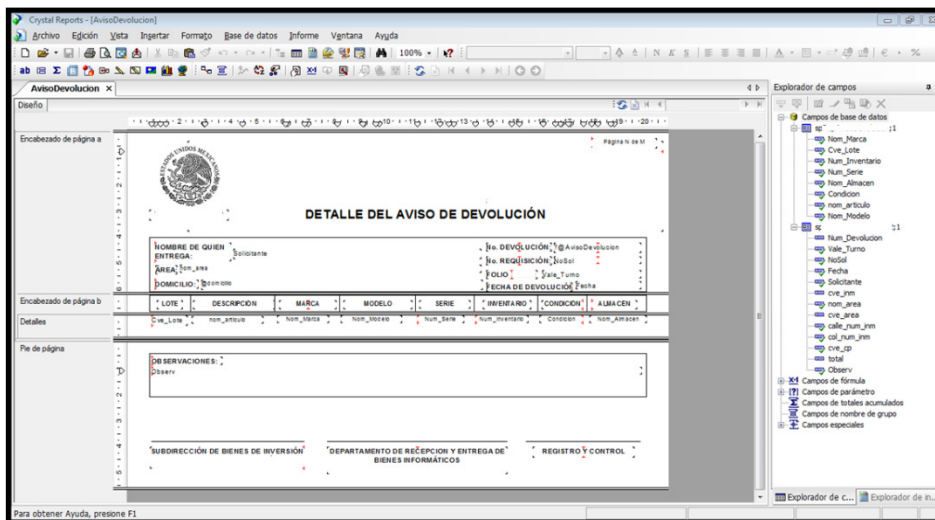 Crystal Reports - [AvisoDevolucion]
Archivo Edición Vista Insertar Formato Base de datos Informe Ventana Ayuda
100%
N K S
AvisoDevolucion
Diseño
Encabezado de página a
Página N de M
ESTADOS UNIDOS MEXICANOS
DETALLE DEL AVISO DE DEVOLUCIÓN
NOMBRE DE QUIEN ENTREGA: Solicitante
No. DEVOLUCIÓN @AvisoDevolucion
No. REQUISICIÓN NoSol
AREA nom_area
FOLIO Vale_Turno
DOMICILIO: @domicilio
FECHA DE DEVOLUCIÓN Fecha
Encabezado de página b
LOTE DESCRIPCION MARCA MODELO SERIE INVENTARIO CONDICION ALMACEN
Detalles
Cve_Lote nom_articulo Nom_Marca Nom_Modelo Num_Serie Num_Inventario Condicion Nom_Almacen
Pie de página
OBSERVACIONES:
Observ
SUBDIRECCIÓN DE BIENES DE INVERSIÓN
DEPARTAMENTO DE RECEPCION Y ENTREGA DE
BIENES INFORMÁTICOS
REGISTRO Y CONTROL
Explorador de campos
Campos de base de datos
Nom_Marca
Cve_Lote
Num_Inventario
Num_Serie
Nom_Almacen
Condicion
nom_articulo
Nom_Modelo
Num_Devolucion
Vale_Turno
NoSol
Fecha
Solicitante
cve_inm
nom_area
cve_area
calle_num_inm
col_num_inm
cve_cp
total
Observ
Campos de fórmula
Campos de parámetro
Campos de totales acumulados
Campos de nombre de grupo
Campos especiales
Explorador de c... Explorador de in...
Para obtener Ayuda, presione F1